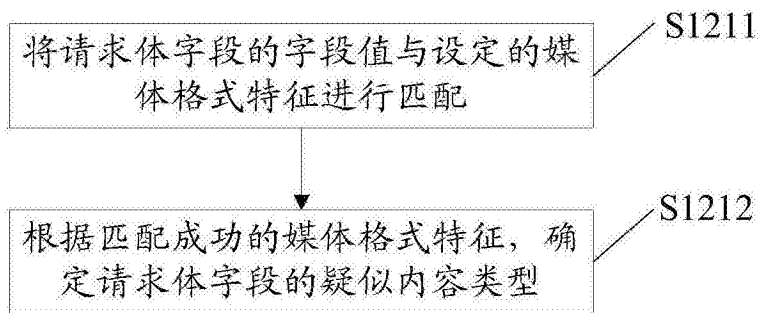 将请求体字段的字段值与设定的媒
体格式特征进行匹配
S1211
根据匹配成功的媒体格式特征，确
定请求体字段的疑似内容类型
S1212